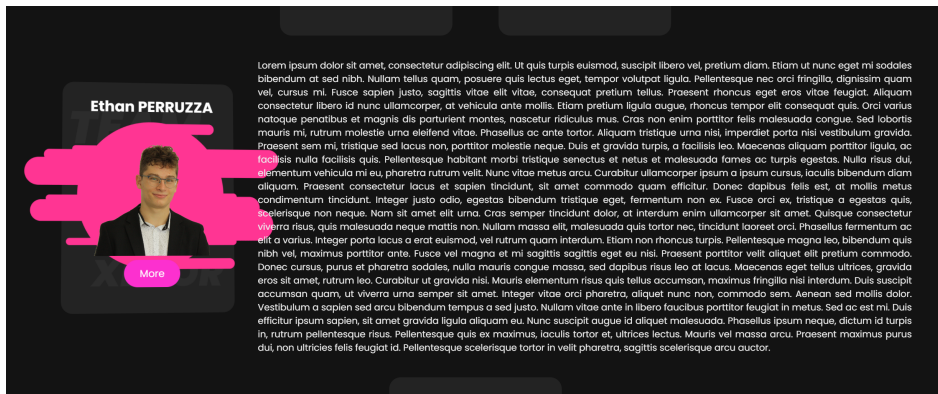 Ethan PERRUZZA
More
Lorem ipsum dolor sit amet, consectetur adipiscing elit. Ut quis turpis euismod, suscipit libero vel, pretium diam. Etiam ut nunc eget mi sodales
bibendum at sed nibh. Nullam tellus quam, posuere quis lectus eget, tempor volutpat ligula. Pellentesque nec orci fringilla, dignissim quam
vel, cursus mi. Fusce sapien justo, sagittis vitae elit vitae, consequat pretium tellus. Praesent rhoncus eget eros vitae feugiat. Aliquam
consectetur libero id nunc ullamcorper, at vehicula ante mollis. Etiam pretium ligula augue, rhoncus tempor elit consequat quis. Orci varius
natoque penatibus et magnis dis parturient montes, nascetur ridiculus mus. Cras non enim porttitor felis malesuada congue. Sed lobortis
mauris mi, rutrum molestie urna eleifend vitae. Phasellus ac ante tortor. Aliquam tristique urna nisi, imperdiet porta nisi vestibulum gravida.
Praesent sem mi, tristique sed lacus non, porttitor molestie neque. Duis et gravida turpis, a facilisis leo. Maecenas aliquam porttitor ligula, ac
facilisis nulla facilisis quis. Pellentesque habitant morbi tristique senectus et netus et malesuada fames ac turpis egestas. Nulla risus dui,
elementum vehicula mi eu, pharetra rutrum velit. Nunc vitae metus arcu. Curabitur ullamcorper ipsum a ipsum cursus, iaculis bibendum diam
aliquam. Praesent consectetur lacus et sapien tincidunt, sit amet commodo quam efficitur. Donec dapibus felis est, at mollis metus
condimentum tincidunt. Integer justo odio, egestas bibendum tristique eget, fermentum non ex. Fusce orci ex, tristique a egestas quis,
scelerisque non neque. Nam sit amet elit urna. Cras semper tincidunt dolor, at interdum enim ullamcorper sit amet. Quisque consectetur
viverra risus, quis malesuada neque mattis non. Nullam massa elit, malesuada quis tortor nec, tincidunt laoreet orci. Phasellus fermentum ac
elit a varius. Integer porta lacus a erat euismod, vel rutrum quam interdum. Etiam non rhoncus turpis. Pellentesque magna leo, bibendum quis
nibh vel, maximus porttitor ante. Fusce vel magna et mi sagittis sagittis eget eu nisi. Praesent porttitor velit aliquet elit pretium commodo.
Donec cursus, purus et pharetra sodales, nulla mauris congue massa, sed dapibus risus leo at lacus. Maecenas eget tellus ultrices, gravida
eros sit amet, rutrum leo. Curabitur ut gravida nisi. Mauris elementum risus quis tellus accumsan, maximus fringilla nisi interdum. Duis suscipit
accumsan quam, ut viverra urna semper sit amet. Integer vitae orci pharetra, aliquet nunc non, commodo sem. Aenean sed mollis dolor.
Vestibulum a sapien sed arcu bibendum tempus a sed justo. Nullam vitae ante in libero faucibus porttitor feugiat in metus. Sed ac est mi. Duis
efficitur ipsum sapien, sit amet gravida ligula aliquam eu. Nunc suscipit augue id aliquet malesuada. Phasellus ipsum neque, dictum id turpis
in, rutrum pellentesque risus. Pellentesque quis ex maximus, iaculis tortor et, ultrices lectus. Mauris vel massa arcu. Praesent maximus purus
dui, non ultricies felis feugiat id. Pellentesque scelerisque tortor in velit pharetra, sagittis scelerisque arcu auctor.